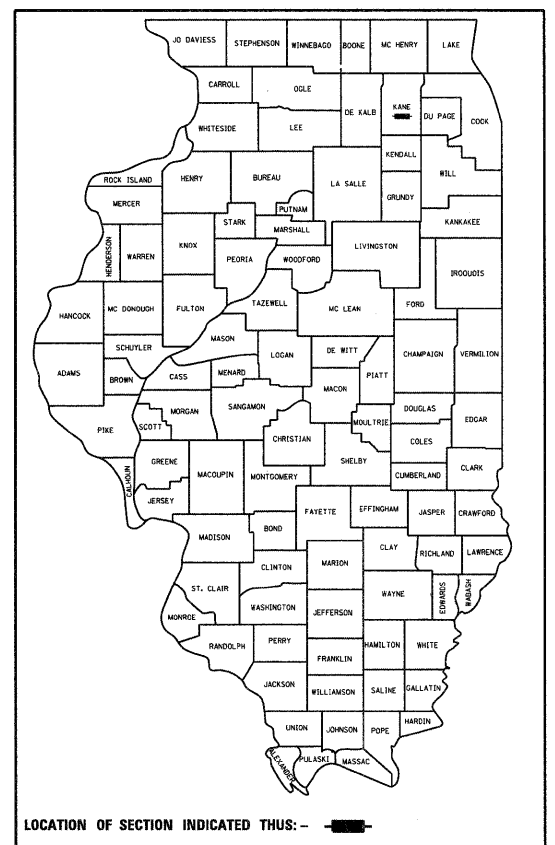 JO DAVIESS
STEPHENSON
WINNEBAGO
BOONE
MC HENRY
LAKE
CARROLL
OGLE
DE KALB
KANE
DU PAGE
COOK
WHITESIDE
LEE
KENDALL
WILL
ROCK ISLAND
HENRY
BUREAU
LA SALLE
GRUNDY
MERCER
PUTNAM
KANKAKEE
STARK
MARSHALL
HENDERSON
WARREN
KNOX
PEORIA
WOODFORD
LIVINGSTON
IROQUOIS
HANCOCK
MC DONOUGH
FULTON
TAZEWELL
MC LEAN
FORD
MASON
SCHUYLER
LOGAN
DE WITT
CHAMPAIGN
VERMILION
ADAMS
BROWN
CASS
MENARD
MACON
PIATT
PIKE
SCOTT
MORGAN
SANGAMON
CHRISTIAN
MOULTRIE
DOUGLAS
EDGAR
COLES
CALHOUN
GREENE
MACOUPIN
MONTGOMERY
SHELBY
CUMBERLAND
CLARK
JERSEY
FAYETTE
EFFINGHAM
JASPER
CRAWFORD
MADISON
BOND
CLAY
RICHLAND
LAWRENCE
CLINTON
MARION
ST. CLAIR
WAYNE
EDWARDS
WABASH
MONROE
WASHINGTON
JEFFERSON
RANDOLPH
PERRY
HAMILTON
WHITE
FRANKLIN
JACKSON
WILLIAMSON
SALINE
GALLATIN
UNION
JOHNSON
POPE
HARDIN
ALEXANDER
PULASKI
MASSAC
LOCATION OF SECTION INDICATED THUS: -